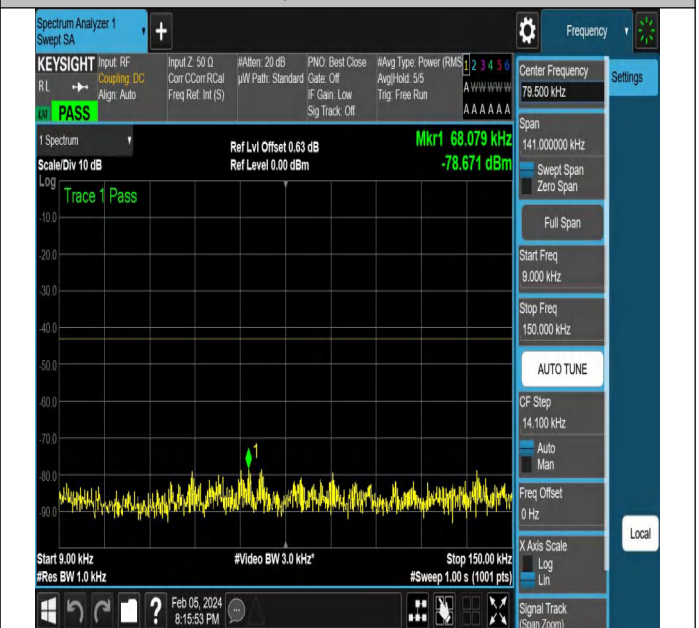 Spectrum Analyzer 1
Swept SA
Frequency
KEYSIGHT
RL
Input: RF
Coupling: DC
Align: Auto
Input Z: 50 Ω
Corr CCorr RCal
Freq Ref: Int (S)
#Atten: 20 dB
µW Path: Standard
PNO: Best Close
Gate: Off
IF Gain: Low
Sig Track: Off
#Avg Type: Power (RMS
Avg|Hold: 5/5
Trig: Free Run
1 2 3 4 5 6
A W W W W W
A A A A A A
PASS
1 Spectrum
Scale/Div 10 dB
Ref Lvl Offset 0.63 dB
Ref Level 0.00 dBm
Mkr1 68.079 kHz
-78.671 dBm
Log
Trace 1 Pass
-10.0
-20.0
-30.0
-40.0
-50.0
-60.0
-70.0
-80.0
-90.0
1
Start 9.00 kHz
#Res BW 1.0 kHz
#Video BW 3.0 kHz*
Stop 150.00 kHz
#Sweep 1.00 s (1001 pts)
?
Feb 05, 2024
8:15:53 PM
Center Frequency
79.500 kHz
Settings
Span
141.000000 kHz
Swept Span
Zero Span
Full Span
Start Freq
9.000 kHz
Stop Freq
150.000 kHz
AUTO TUNE
CF Step
14.100 kHz
Auto
Man
Freq Offset
0 Hz
X Axis Scale
Log
Lin
Local
Signal Track
(Span Zoom)